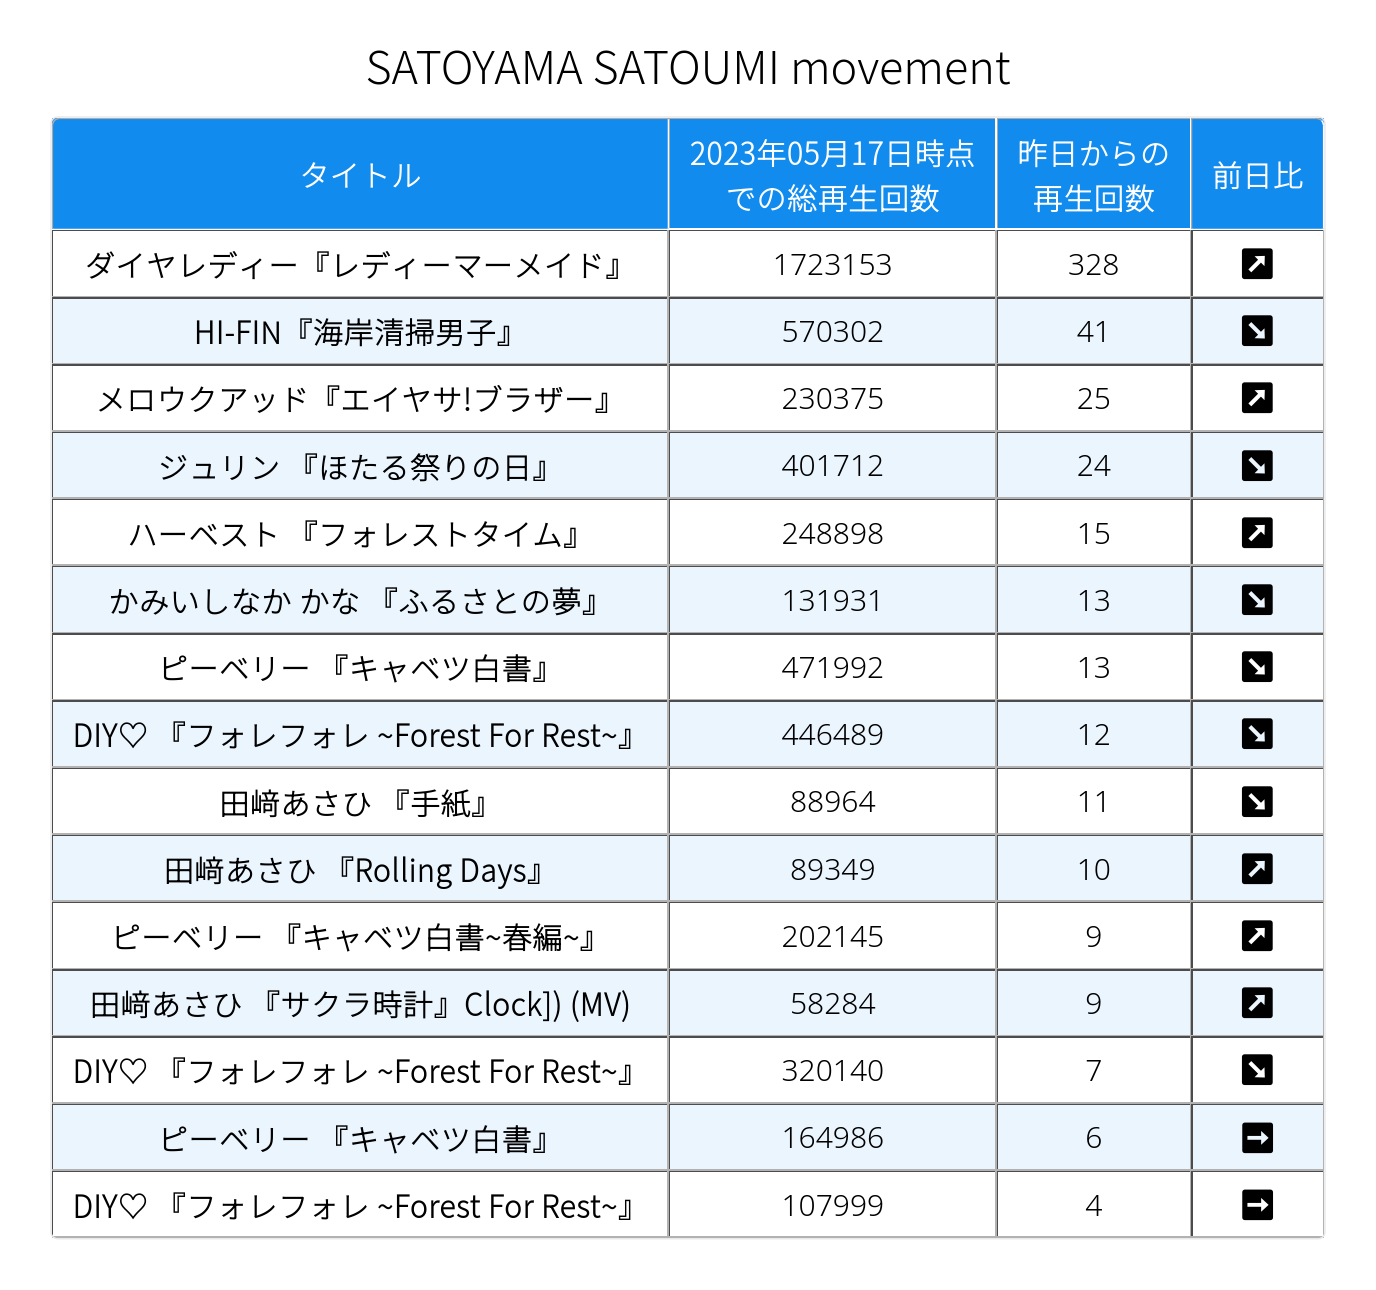 SATOYAMA SATOUMI movement
タイトル 2023年05月17日時点での総再生回数 昨日からの再生回数 前日比
ダイヤレディー『レディーマーメイド』 1723153 328 ↗
HI-FIN『海岸清掃男子』 570302 41 ↘
メロウクアッド『エイヤサ!ブラザー』 230375 25 ↗
ジュリン 『ほたる祭りの日』 401712 24 ↘
ハーベスト 『フォレストタイム』 248898 15 ↗
かみいしなか かな 『ふるさとの夢』 131931 13 ↘
ピーベリー 『キャベツ白書』 471992 13 ↘
DIY♡ 『フォレフォレ ~Forest For Rest~』 446489 12 ↘
田﨑あさひ 『手紙』 88964 11 ↘
田﨑あさひ 『Rolling Days』 89349 10 ↗
ピーベリー 『キャベツ白書~春編~』 202145 9 ↗
田﨑あさひ 『サクラ時計』Clock]) (MV) 58284 9 ↗
DIY♡ 『フォレフォレ ~Forest For Rest~』 320140 7 ↘
ピーベリー 『キャベツ白書』 164986 6 →
DIY♡ 『フォレフォレ ~Forest For Rest~』 107999 4 →